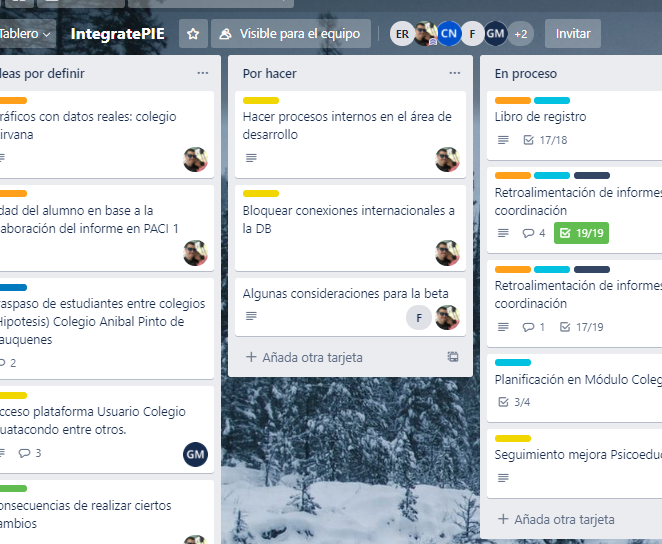 Tablero
IntegratePIE
Visible para el equipo
ER
CN
F
GM
+2
Invitar
deas por definir
ráficos con datos reales: colegio
irvana
dad del alumno en base a la
laboración del informe en PACI 1
raspaso de estudiantes entre colegios
Hipotesis) Colegio Anibal Pinto de
auquenes
2
cceso plataforma Usuario Colegio
uatacondo entre otros.
3
GM
onsecuencias de realizar ciertos
ambios
Por hacer
Hacer procesos internos en el área de
desarrollo
Bloquear conexiones internacionales a
la DB
Algunas consideraciones para la beta
F
+ Añada otra tarjeta
En proceso
Libro de registro
17/18
Retroalimentación de informes
coordinación
4
19/19
Retroalimentación de informes
coordinación
1
17/19
Planificación en Módulo Coleg
3/4
Seguimiento mejora Psicoeduc
+ Añada otra tarjeta